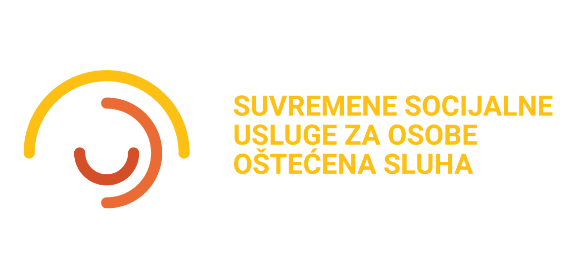 SUVREMENE SOCIJALNE
USLUGE ZA OSOBE
OŠTEĆENA SLUHA